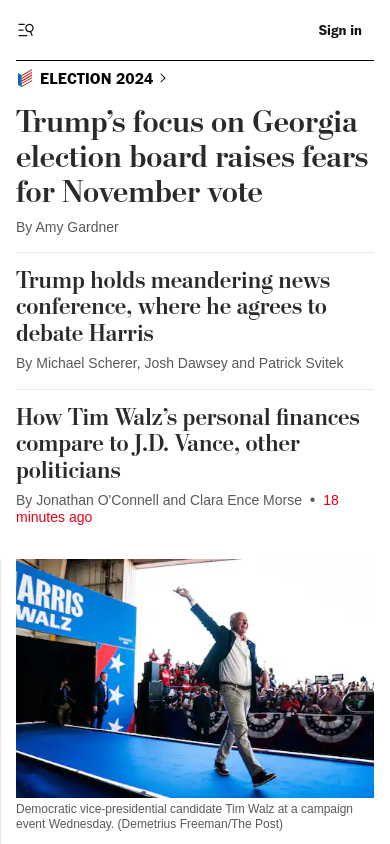 Sign in
ELECTION 2024
Trump’s focus on Georgia
election board raises fears
for November vote
By Amy Gardner
Trump holds meandering news
conference, where he agrees to
debate Harris
By Michael Scherer, Josh Dawsey and Patrick Svitek
How Tim Walz’s personal finances
compare to J.D. Vance, other
politicians
By Jonathan O'Connell and Clara Ence Morse • 18
minutes ago
ARRIS
WALZ
Democratic vice-presidential candidate Tim Walz at a campaign
event Wednesday. (Demetrius Freeman/The Post)